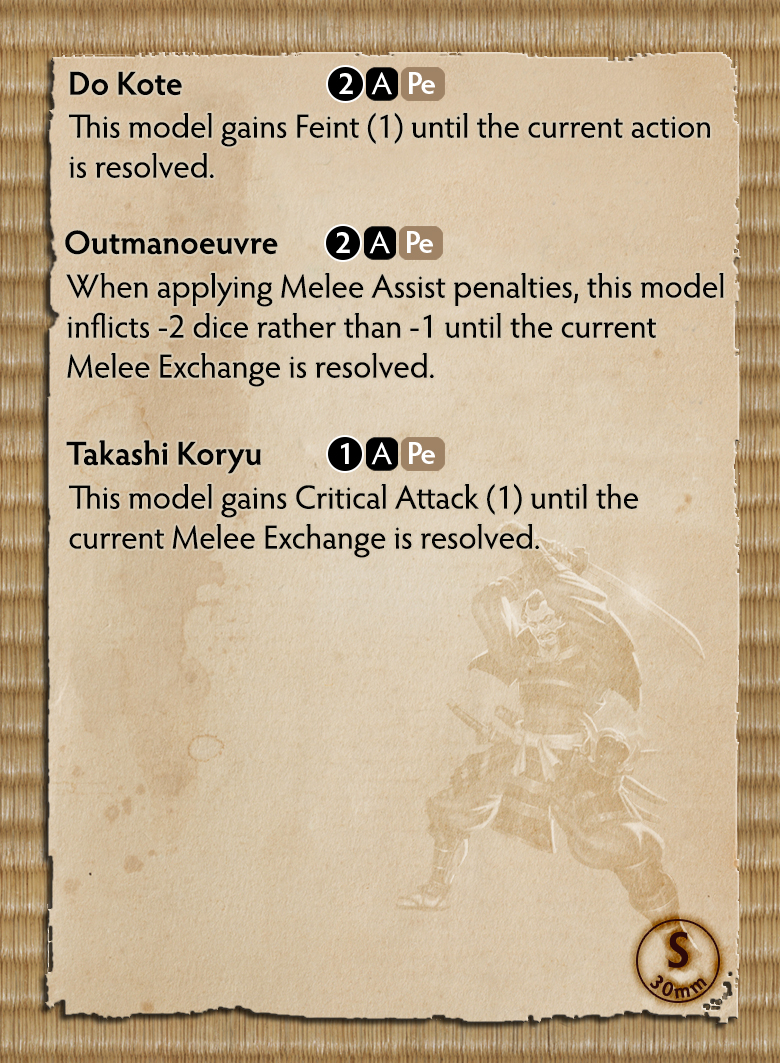 Do Kote 2 A Pe
This model gains Feint (1) until the current action
is resolved.
Outmanoeuvre 2 A Pe
When applying Melee Assist penalties, this model
inflicts -2 dice rather than -1 until the current
Melee Exchange is resolved.
Takashi Koryu 1 A Pe
This model gains Critical Attack (1) until the
current Melee Exchange is resolved.
S
30mm